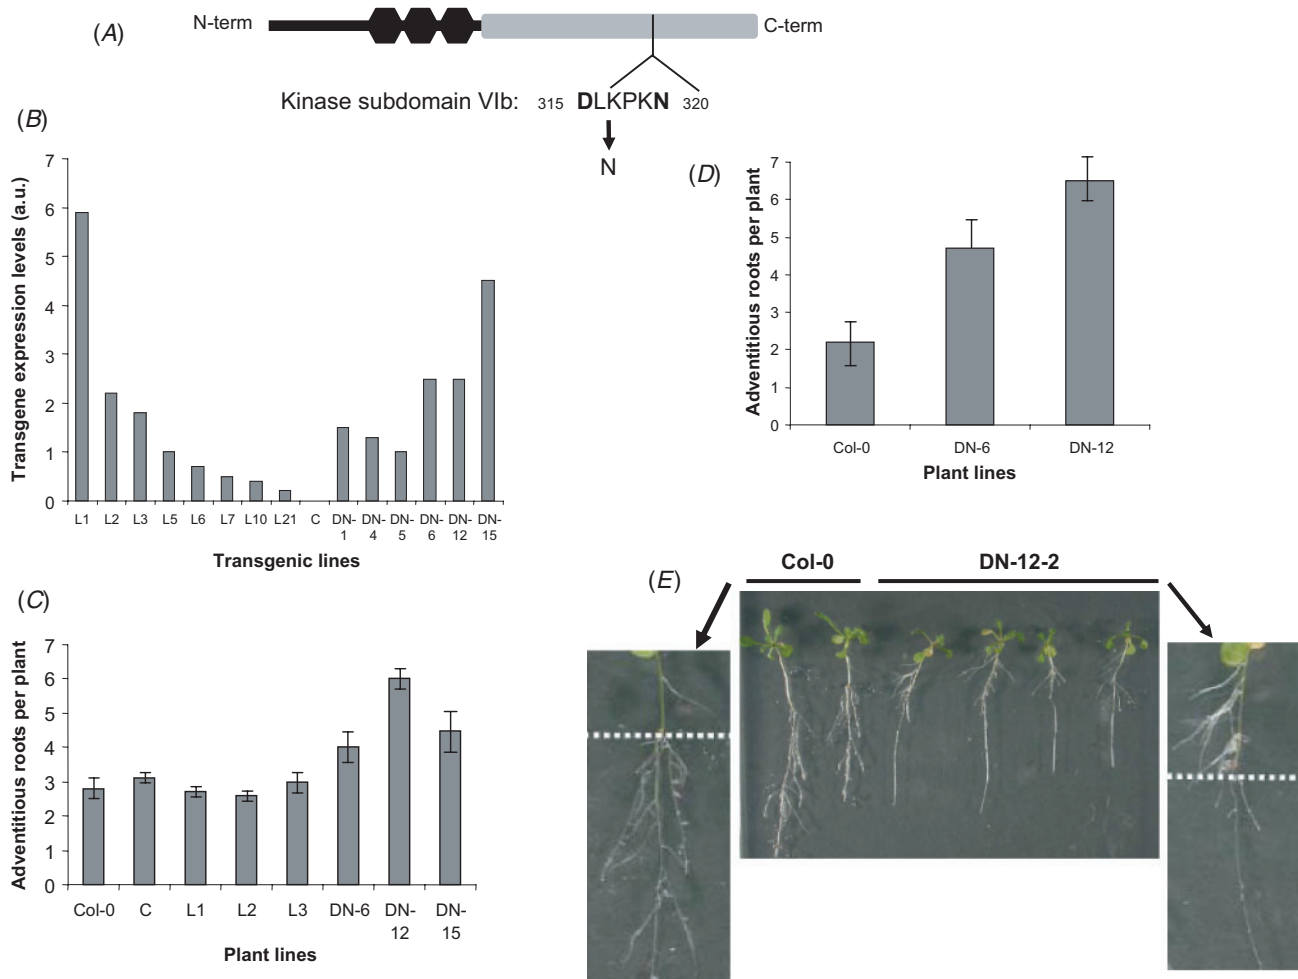 (A)
N-term
C-term
Kinase subdomain VIb: 315 DLKPKN 320
N
(B)
Transgene expression levels (a.u.)
7
6
5
4
3
2
1
0
L1 L2 L3 L5 L6 L7 L10 L21 C DN-1 DN-4 DN-5 DN-6 DN-12 DN-15
Transgenic lines
(C)
Adventitious roots per plant
7
6
5
4
3
2
1
0
Col-0 C L1 L2 L3 DN-6 DN-12 DN-15
Plant lines
(D)
Adventitious roots per plant
7
6
5
4
3
2
1
0
Col-0 DN-6 DN-12
Plant lines
(E)
Col-0 DN-12-2